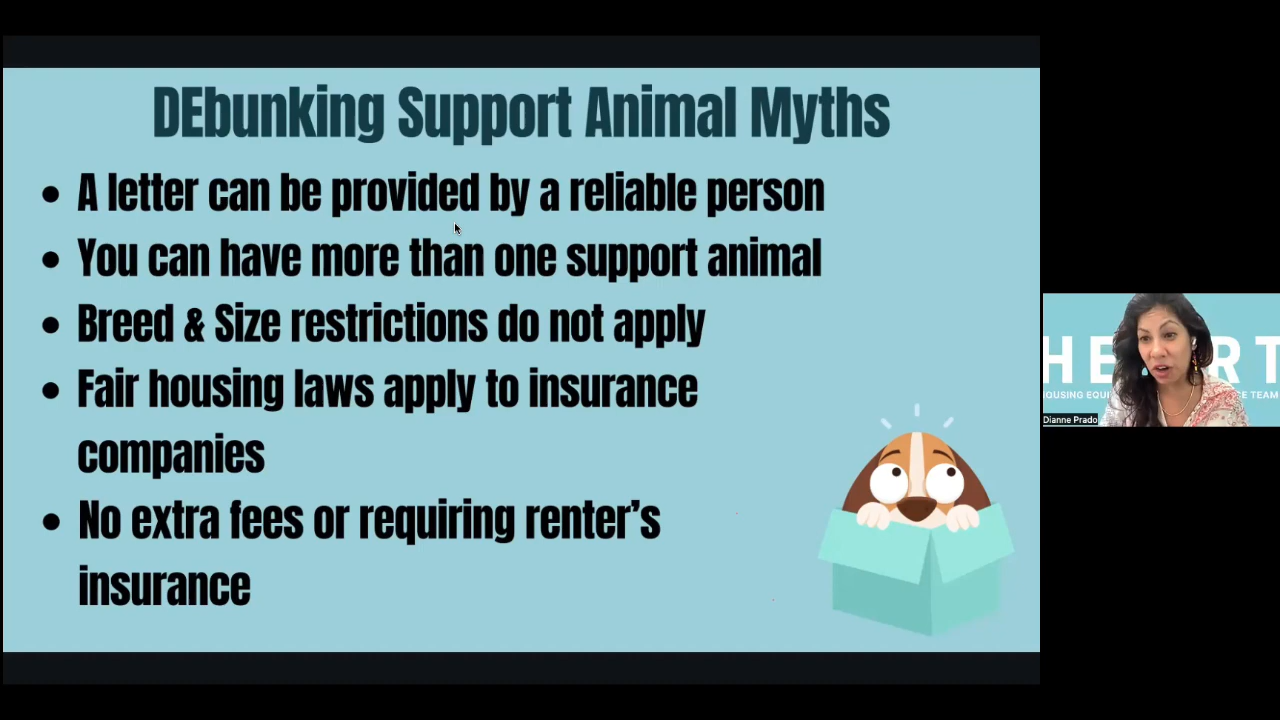 DEbunking Support Animal Myths
• A letter can be provided by a reliable person
• You can have more than one support animal
• Breed & Size restrictions do not apply
• Fair housing laws apply to insurance
companies
• No extra fees or requiring renter's
insurance
Dianne Prado